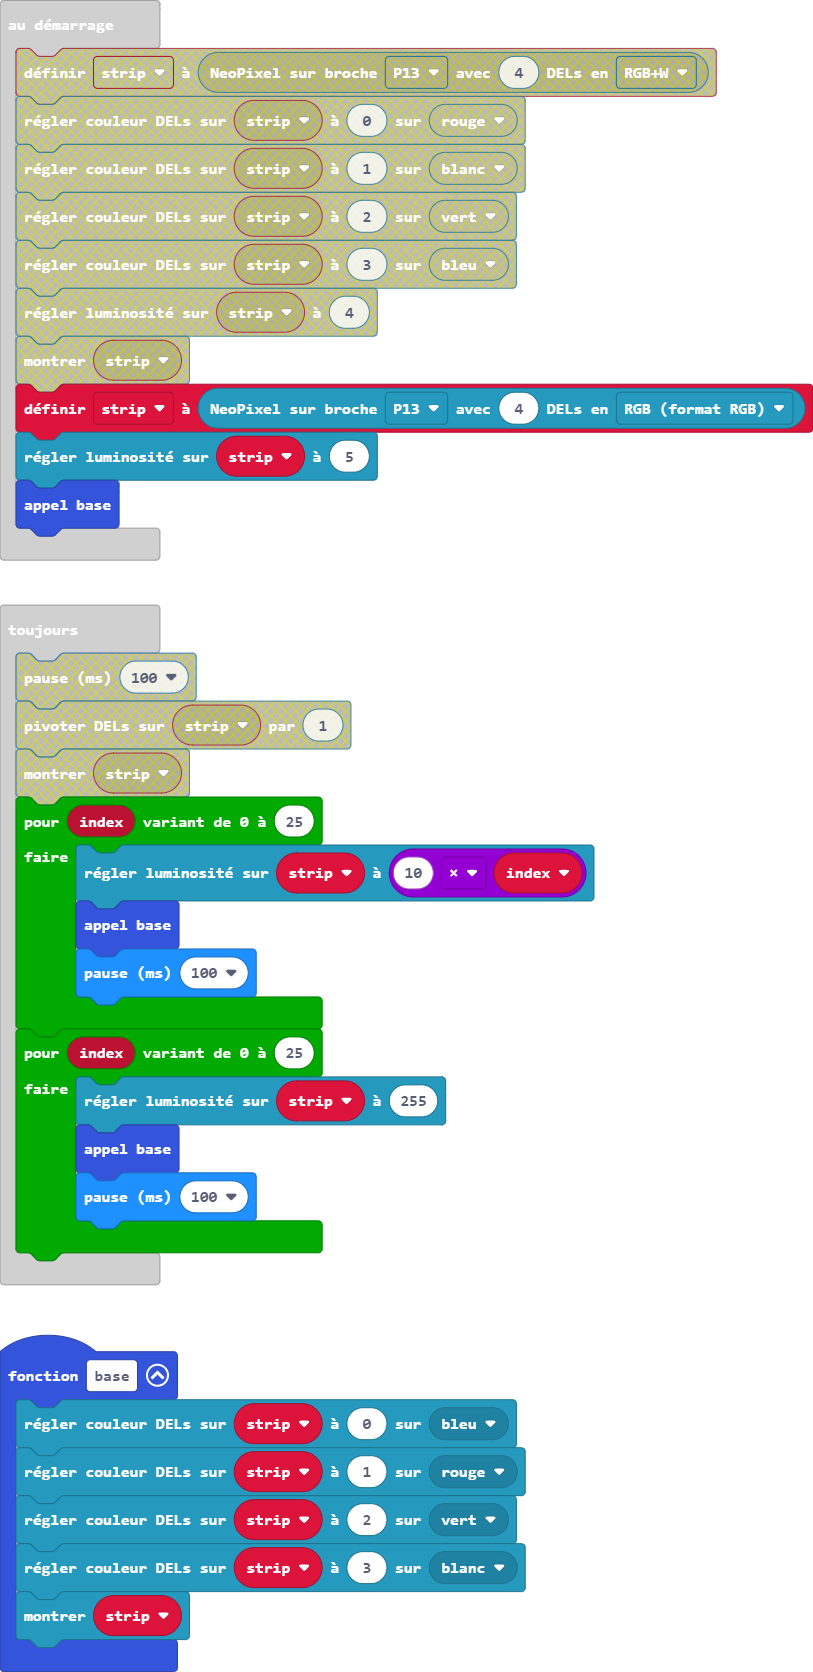 au démarrage
définir strip à NeoPixel sur broche P13 avec 4 DELs en RGB+W
régler couleur DELs sur strip à 0 sur rouge
régler couleur DELs sur strip à 1 sur blanc
régler couleur DELs sur strip à 2 sur vert
régler couleur DELs sur strip à 3 sur bleu
régler luminosité sur strip à 4
montrer strip
définir strip à NeoPixel sur broche P13 avec 4 DELs en RGB (format RGB)
régler luminosité sur strip à 5
appel base
toujours
pause (ms) 100
pivoter DELs sur strip par 1
montrer strip
pour index variant de 0 à 25
faire
régler luminosité sur strip à 10 × index
appel base
pause (ms) 100
pour index variant de 0 à 25
faire
régler luminosité sur strip à 255
appel base
pause (ms) 100
fonction base
régler couleur DELs sur strip à 0 sur bleu
régler couleur DELs sur strip à 1 sur rouge
régler couleur DELs sur strip à 2 sur vert
régler couleur DELs sur strip à 3 sur blanc
montrer strip